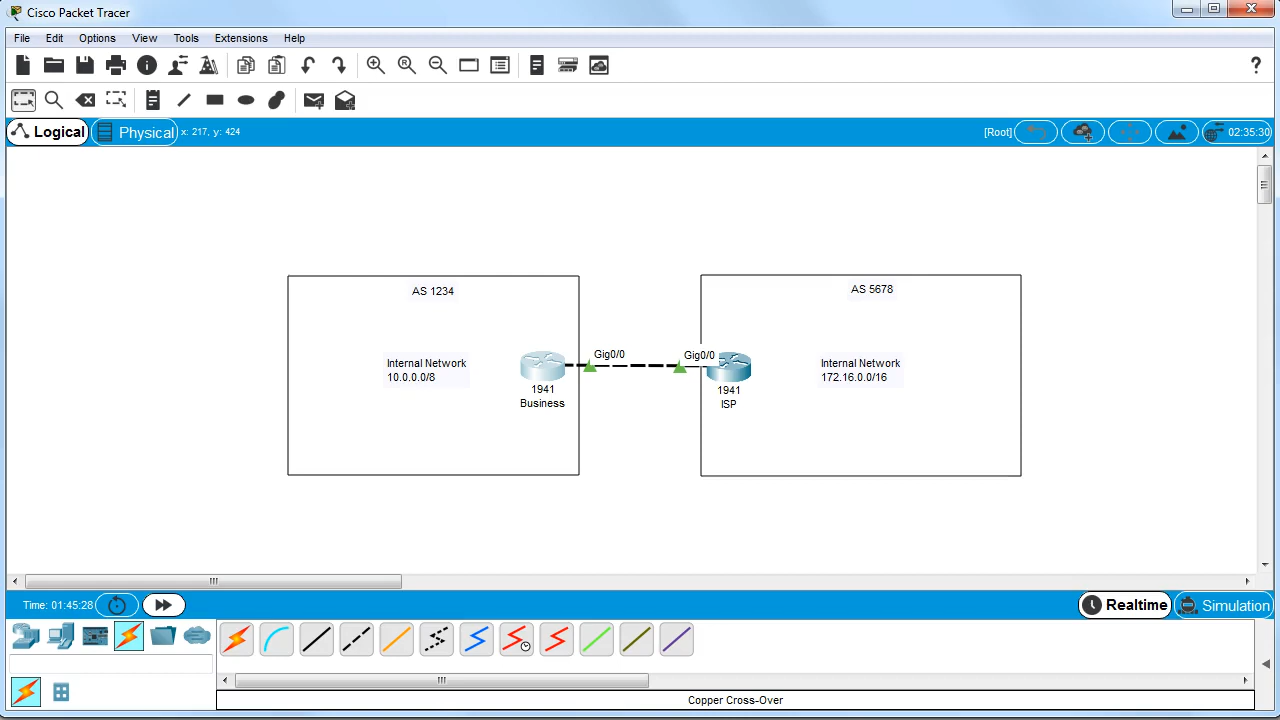 Cisco Packet Tracer
File Edit Options View Tools Extensions Help
Logical Physical x: 217, y: 424 [Root] 02:35:30
AS 1234
AS 5678
Internal Network
10.0.0.0/8
1941
Business
Gig0/0
Gig0/0
1941
ISP
Internal Network
172.16.0.0/16
Time: 01:45:28 Realtime Simulation
Copper Cross-Over